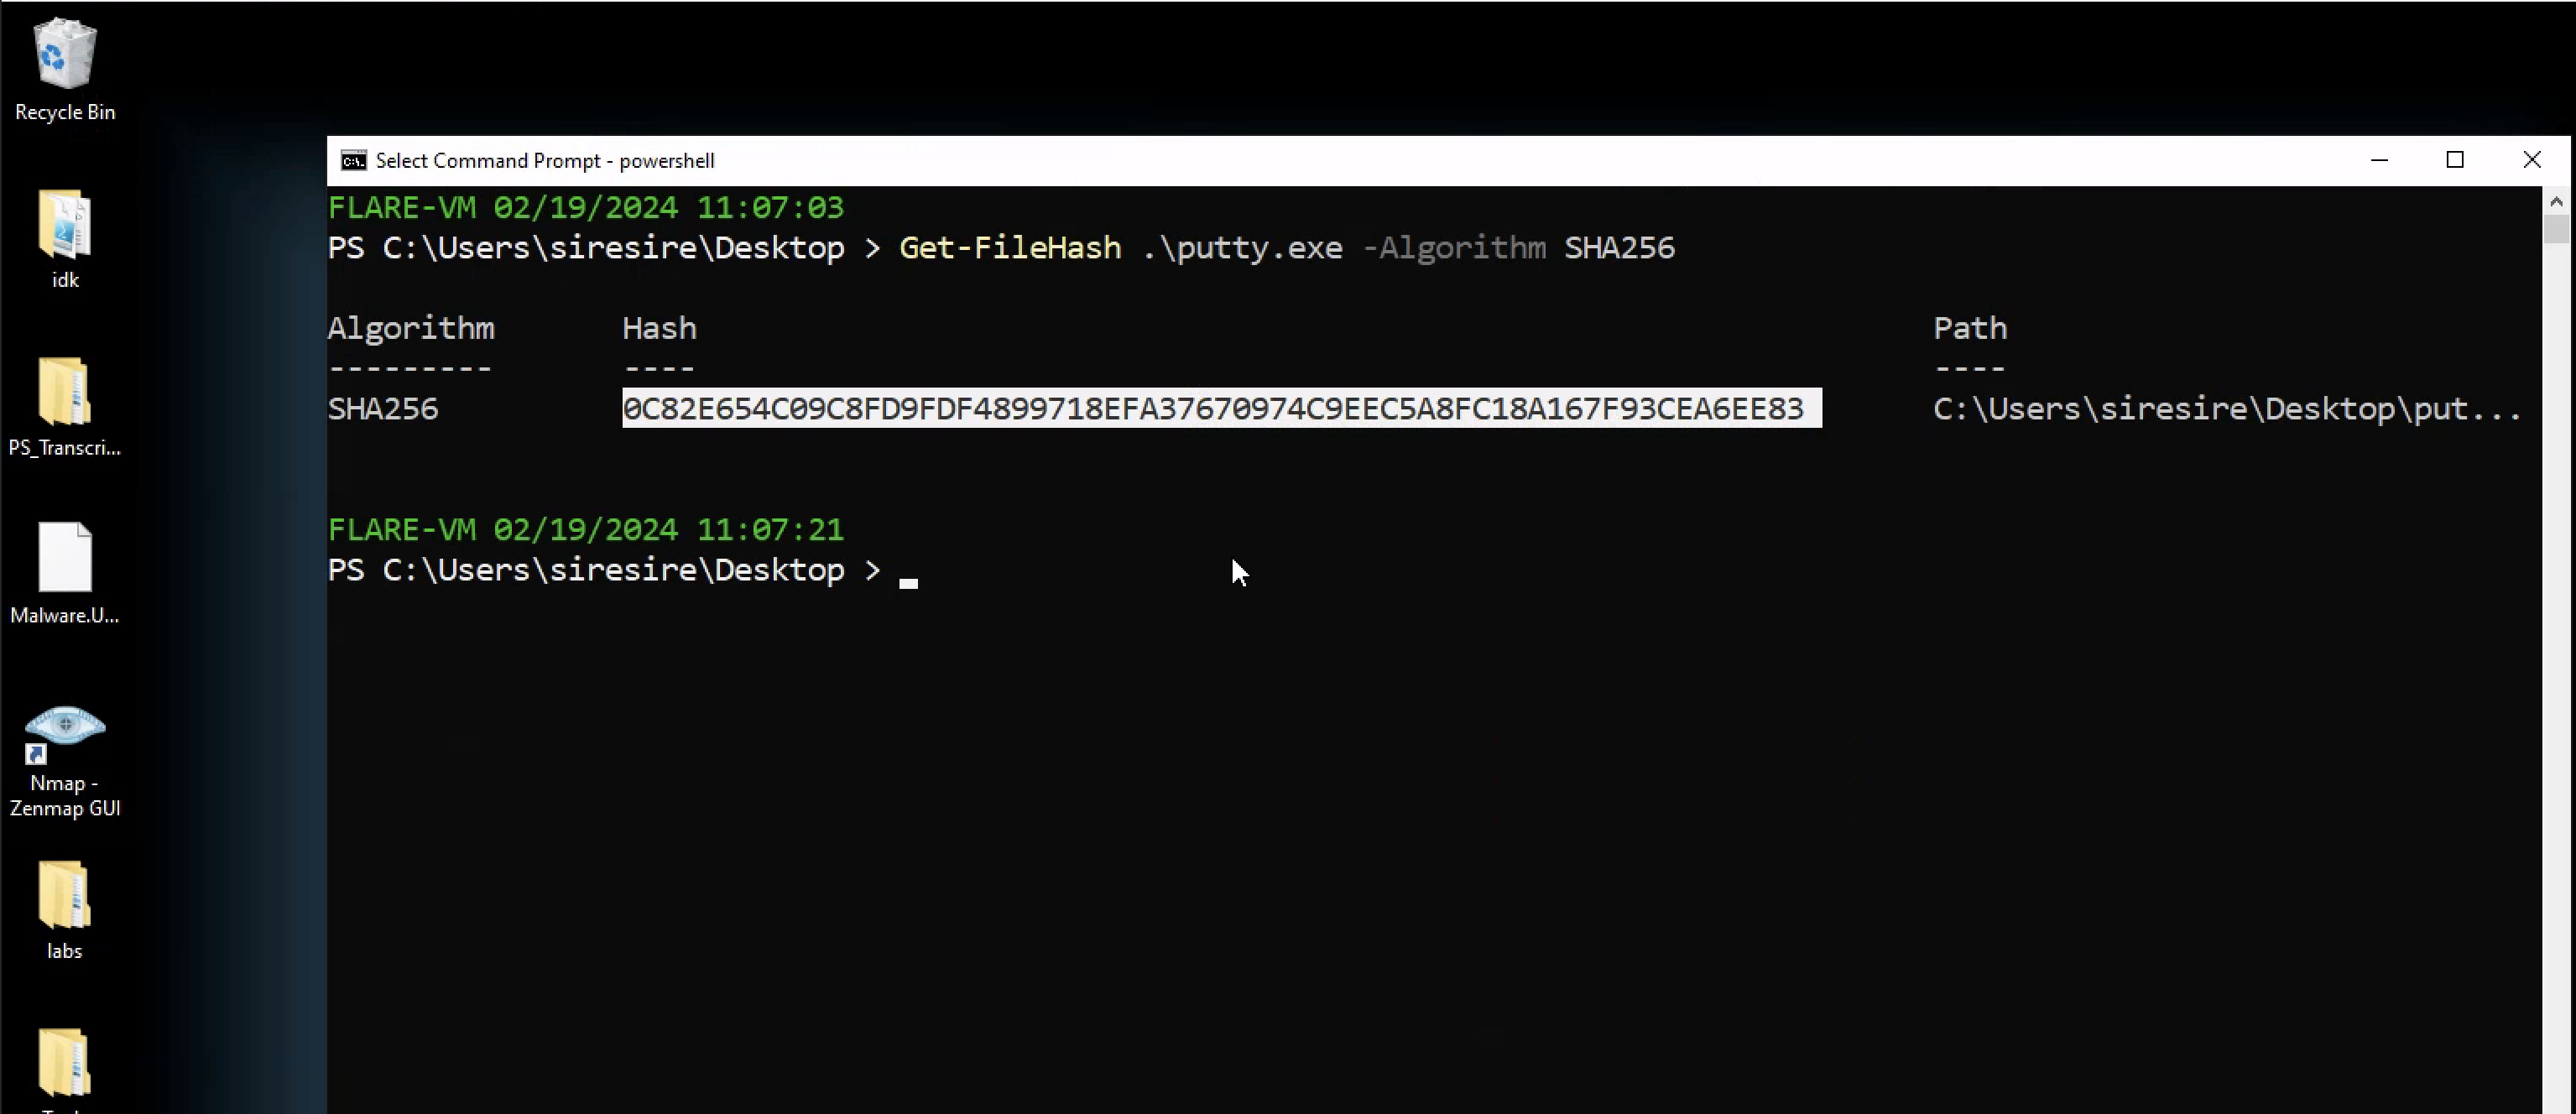 Recycle Bin
idk
PS_Transcri...
Malware.U...
Nmap -
Zenmap GUI
labs
Select Command Prompt - powershell
FLARE-VM 02/19/2024 11:07:03
PS C:\Users\siresire\Desktop > Get-FileHash .\putty.exe -Algorithm SHA256
Algorithm Hash Path
--------- ---- ----
SHA256 0C82E654C09C8FD9FDF4899718EFA37670974C9EEC5A8FC18A167F93CEA6EE83 C:\Users\siresire\Desktop\put...
FLARE-VM 02/19/2024 11:07:21
PS C:\Users\siresire\Desktop >